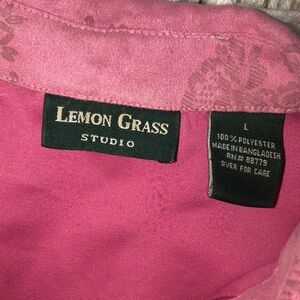 LEMON GRASS
STUDIO
L
100% POLYESTER
MADE IN BANGLADESH
RN# 88779
OVER FOR CARE